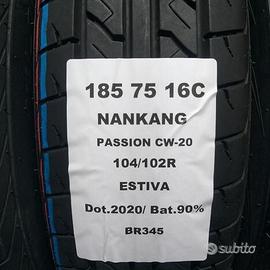 185 75 16C
NANKANG
PASSION CW-20
104/102R
ESTIVA
Dot.2020/ Bat.90%
BR345
subito